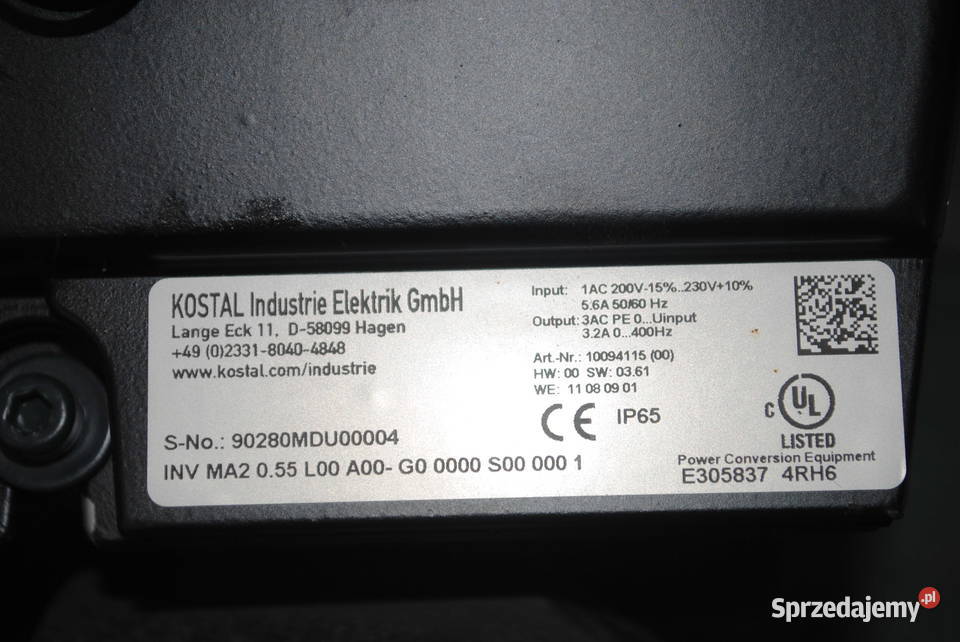 KOSTAL Industrie Elektrik GmbH
Lange Eck 11, D-58099 Hagen
+49 (0)2331-8040-4848
www.kostal.com/industrie
S-No.: 90280MDU00004
INV MA2 0.55 L00 A00- G0 0000 S00 000 1
Input: 1AC 200V-15%..230V+10%
5.6A 50/60 Hz
Output: 3AC PE 0...Uinput
3.2A 0...400Hz
Art.-Nr.: 10094115 (00)
HW: 00 SW: 03.61
WE: 11 08 09 01
CE IP65
C UL
LISTED
Power Conversion Equipment
E305837 4RH6
Sprzedajemy.pl